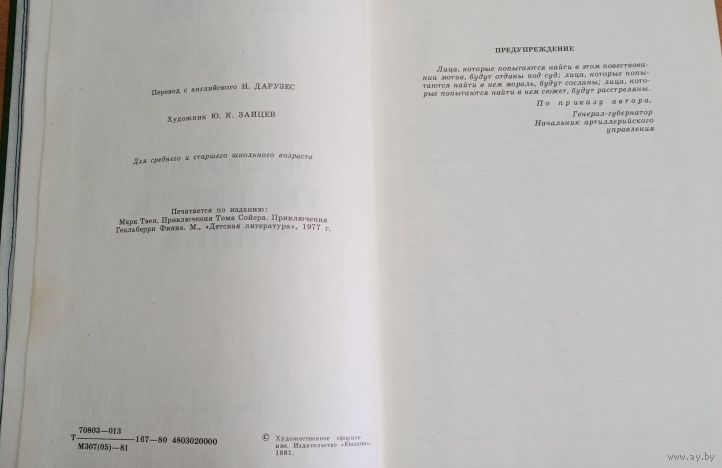 Перевод с английского Н. ДАРУЗЕС
Художник Ю. К. ЗАЙЦЕВ
Для среднего и старшего школьного возраста
Печатается по изданию:
Марк Твен. Приключения Тома Сойера. Приключения
Гекльберри Финна. М., «Детская литература», 1977 г.
70803—013
Т————167—80 4803020000
М307(05)—81
© Художественное оформле-
ние. Издательство «Юнацтва»,
1981.
ПРЕДУПРЕЖДЕНИЕ
Лица, которые попытаются найти в этом повествова-
нии мотив, будут отданы под суд; лица, которые попы-
таются найти в нем мораль, будут сосланы; лица, кото-
рые попытаются найти в нем сюжет, будут расстреляны.
По приказу автора,
Генерал-губернатор
Начальник артиллерийского
управления
www.ay.by